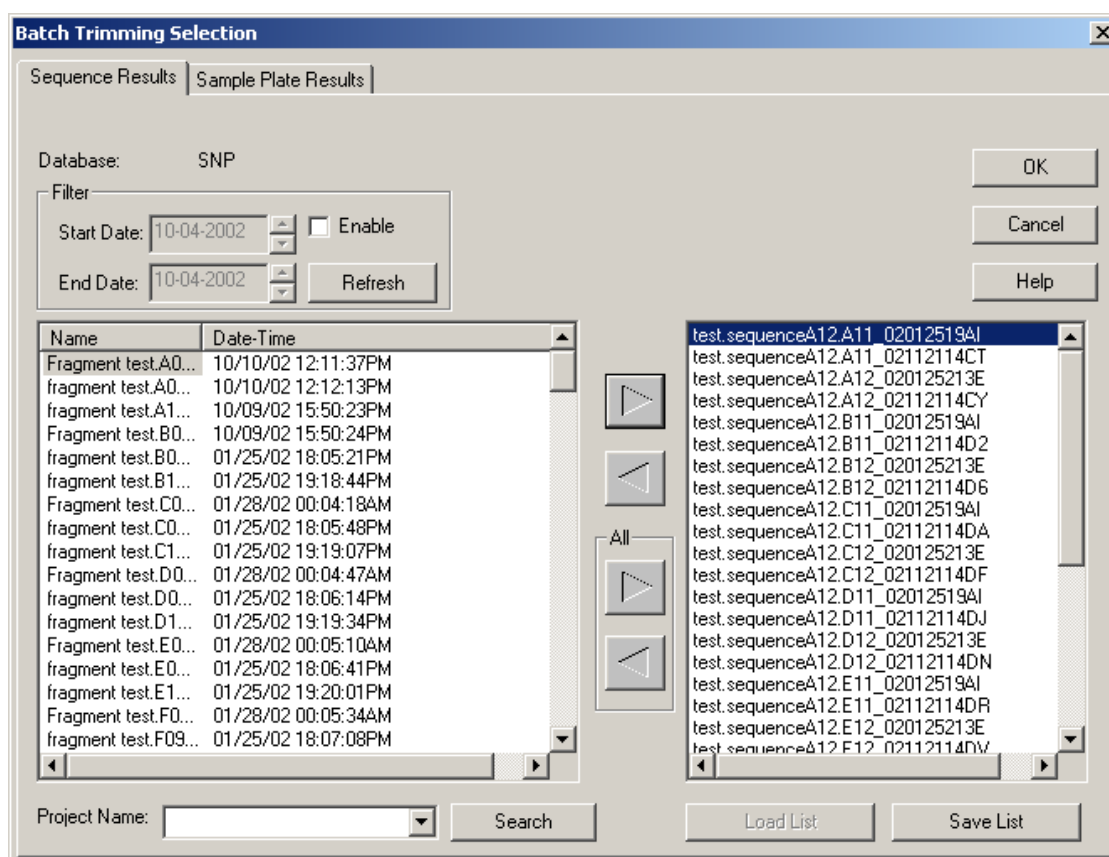 Batch Trimming Selection
Sequence Results
Sample Plate Results
Database: SNP
OK
Filter
Start Date: 10-04-2002
Enable
Cancel
End Date: 10-04-2002
Refresh
Help
Name Date-Time
Fragment test.A0... 10/10/02 12:11:37PM
fragment test.A0... 10/10/02 12:12:13PM
fragment test.A1... 10/09/02 15:50:23PM
Fragment test.B0... 10/09/02 15:50:24PM
fragment test.B0... 01/25/02 18:05:21PM
fragment test.B1... 01/25/02 19:18:44PM
Fragment test.C0... 01/28/02 00:04:18AM
fragment test.C0... 01/25/02 18:05:48PM
fragment test.C1... 01/25/02 19:19:07PM
Fragment test.D0... 01/28/02 00:04:47AM
fragment test.D0... 01/25/02 18:06:14PM
fragment test.D1... 01/25/02 19:19:34PM
Fragment test.E0... 01/28/02 00:05:10AM
fragment test.E0... 01/25/02 18:06:41PM
fragment test.E1... 01/25/02 19:20:01PM
Fragment test.F0... 01/28/02 00:05:34AM
fragment test.F09... 01/25/02 18:07:08PM
All
test.sequenceA12.A11_02012519AI
test.sequenceA12.A11_02112114CT
test.sequenceA12.A12_020125213E
test.sequenceA12.A12_02112114CY
test.sequenceA12.B11_02012519AI
test.sequenceA12.B11_02112114D2
test.sequenceA12.B12_020125213E
test.sequenceA12.B12_02112114D6
test.sequenceA12.C11_02012519AI
test.sequenceA12.C11_02112114DA
test.sequenceA12.C12_020125213E
test.sequenceA12.C12_02112114DF
test.sequenceA12.D11_02012519AI
test.sequenceA12.D11_02112114DJ
test.sequenceA12.D12_020125213E
test.sequenceA12.D12_02112114DN
test.sequenceA12.E11_02012519AI
test.sequenceA12.E11_02112114DR
test.sequenceA12.E12_020125213E
test.sequenceA12.E12_02112114DV
Project Name:
Search
Load List
Save List